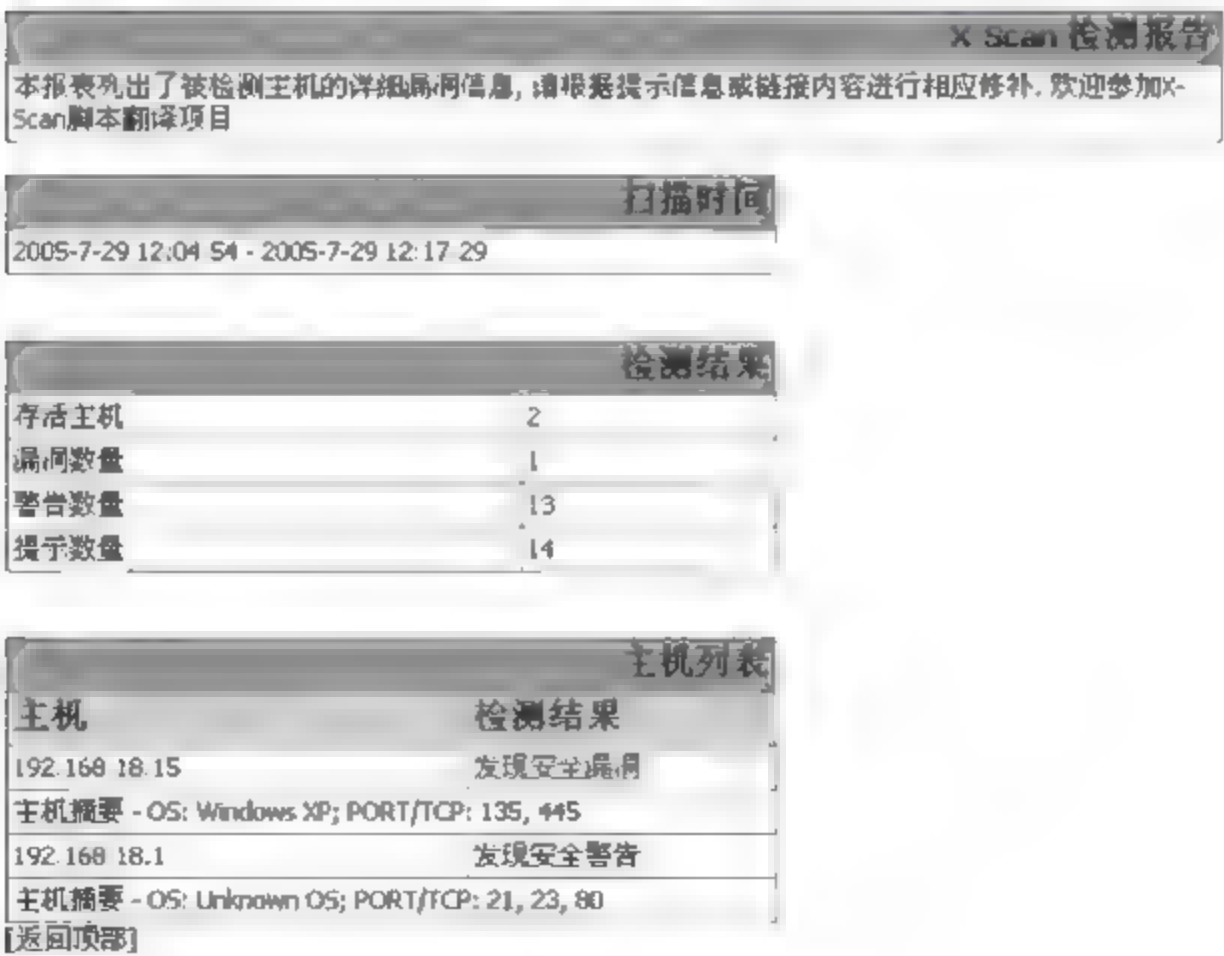 X Scan 检测报告
本报表列出了被检测主机的详细漏洞信息, 请根据提示信息或链接内容进行相应修补. 欢迎参加X-
Scan脚本翻译项目
扫描时间
2005-7-29 12:04 54 - 2005-7-29 12:17 29
检测结果
存活主机 2
漏洞数量 1
警告数量 13
提示数量 14
主机列表
主机 检测结果
192.168 18.15 发现安全漏洞
主机摘要 - OS: Windows XP; PORT/TCP: 135, 445
192.168 18.1 发现安全警告
主机摘要 - OS: Unknown OS; PORT/TCP: 21, 23, 80
[返回顶部]